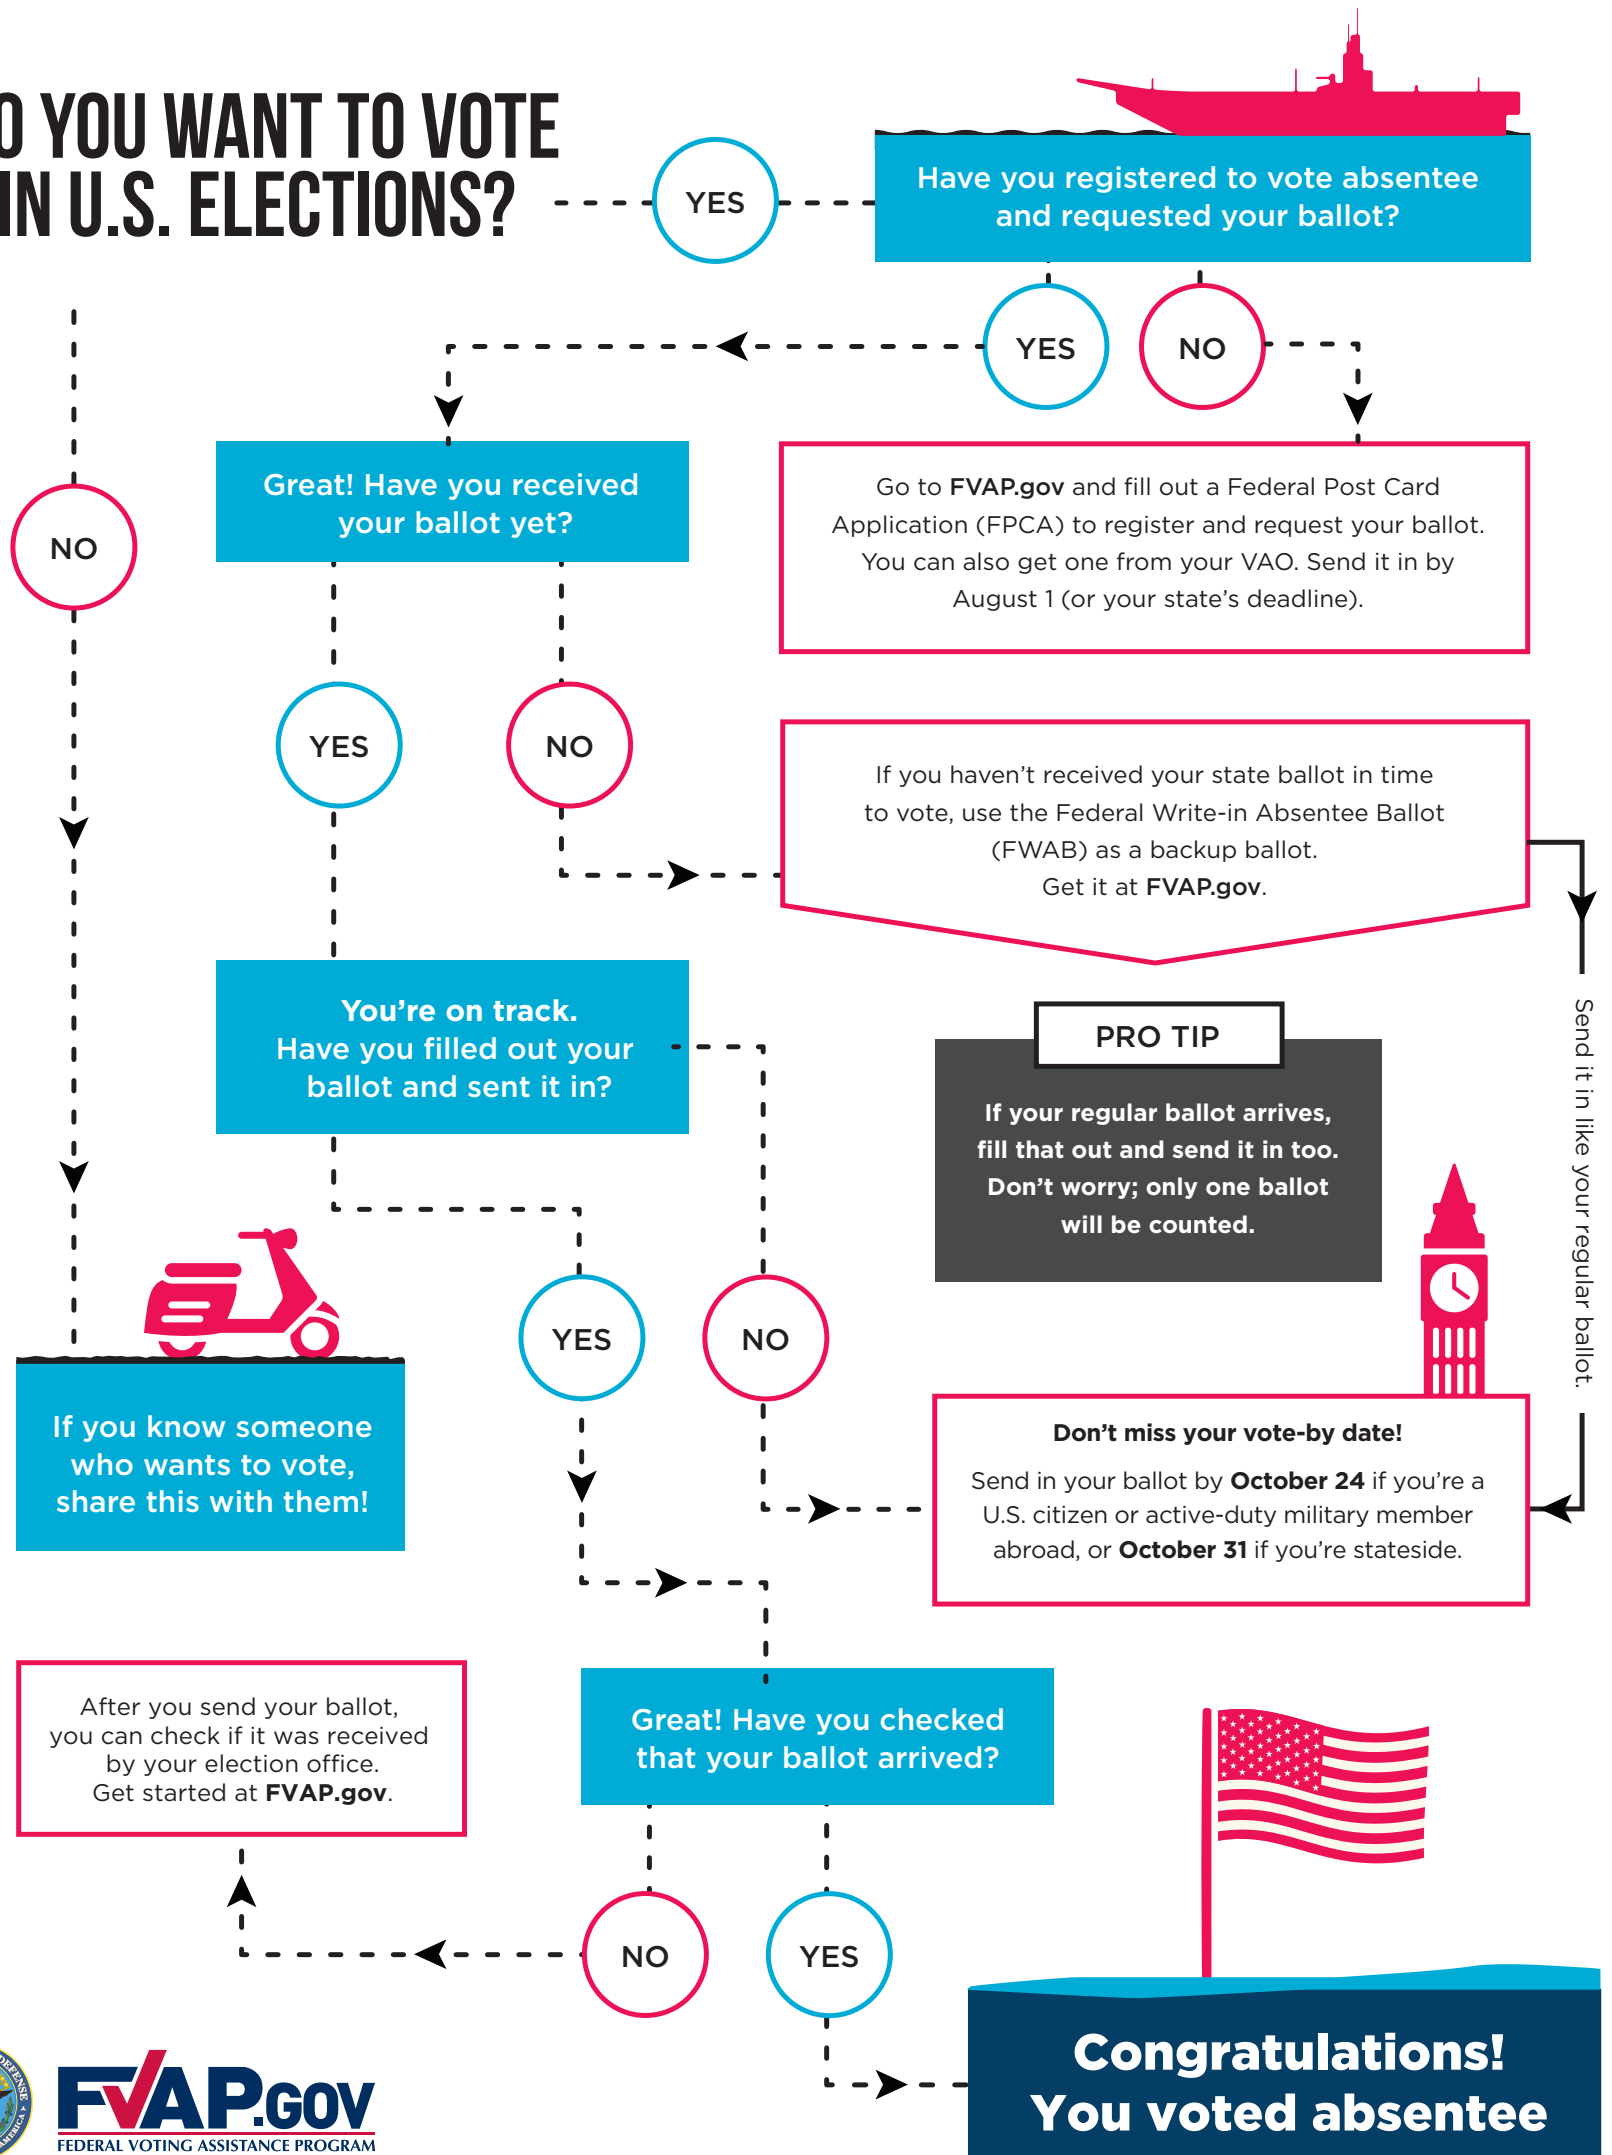 O YOU WANT TO VOTE
IN U.S. ELECTIONS?
YES
Have you registered to vote absentee
and requested your ballot?
YES
NO
NO
Great! Have you received
your ballot yet?
Go to FVAP.gov and fill out a Federal Post Card
Application (FPCA) to register and request your ballot.
You can also get one from your VAO. Send it in by
August 1 (or your state’s deadline).
YES
NO
If you haven’t received your state ballot in time
to vote, use the Federal Write-in Absentee Ballot
(FWAB) as a backup ballot.
Get it at FVAP.gov.
Send it in like your regular ballot.
You’re on track.
Have you filled out your
ballot and sent it in?
PRO TIP
If your regular ballot arrives,
fill that out and send it in too.
Don’t worry; only one ballot
will be counted.
YES
NO
If you know someone
who wants to vote,
share this with them!
Don’t miss your vote-by date!
Send in your ballot by October 24 if you’re a
U.S. citizen or active-duty military member
abroad, or October 31 if you’re stateside.
After you send your ballot,
you can check if it was received
by your election office.
Get started at FVAP.gov.
Great! Have you checked
that your ballot arrived?
NO
YES
Congratulations!
You voted absentee
DEFENSE
AMERICA
FVAP.GOV
FEDERAL VOTING ASSISTANCE PROGRAM